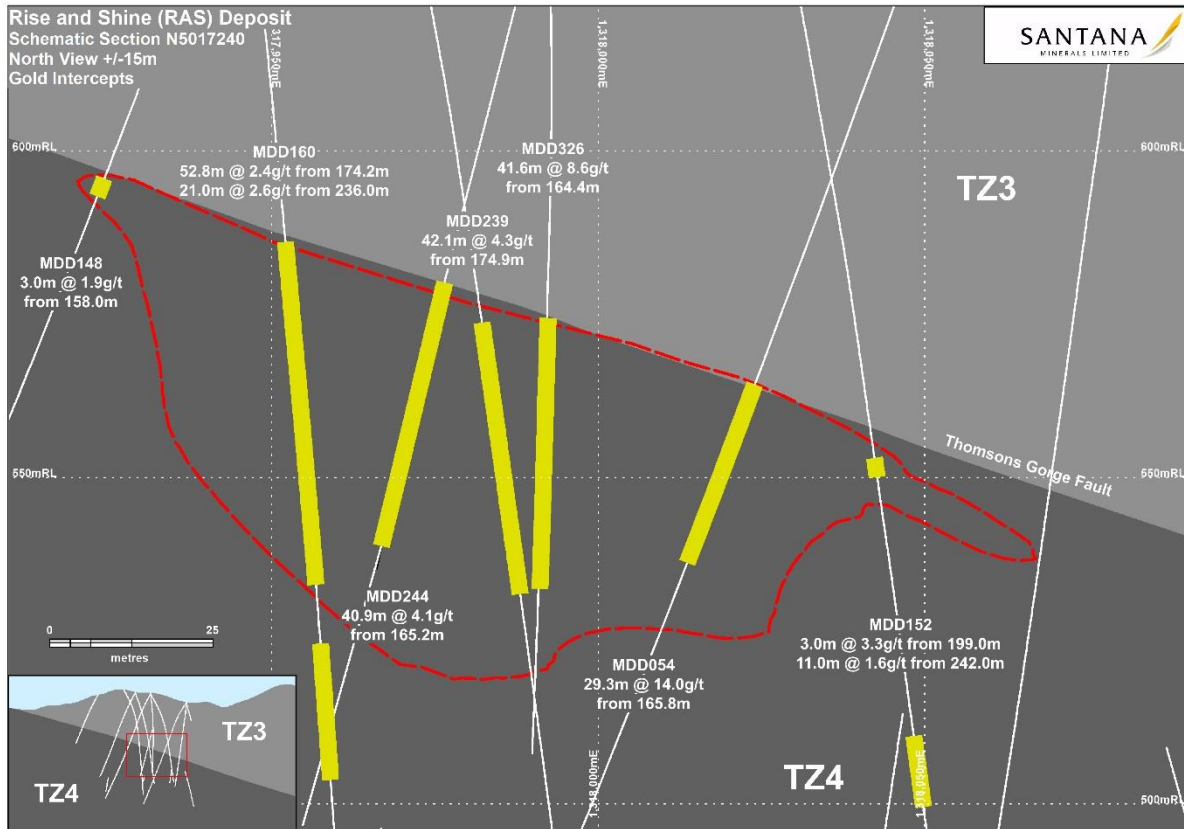 Rise and Shine (RAS) Deposit
Schematic Section N5017240
North View +/-15m
Gold Intercepts
317,950mE
1,318,000mE
1,318,050mE
SANTANA
MINERALS LIMITED
600mRL
600mRL
MDD160
52.8m @ 2.4g/t from 174.2m
21.0m @ 2.6g/t from 236.0m
MDD326
41.6m @ 8.6g/t
from 164.4m
TZ3
MDD239
42.1m @ 4.3g/t
from 174.9m
MDD148
3.0m @ 1.9g/t
from 158.0m
Thomsons Gorge Fault
550mRL
550mRL
MDD244
40.9m @ 4.1g/t
from 165.2m
MDD152
3.0m @ 3.3g/t from 199.0m
11.0m @ 1.6g/t from 242.0m
MDD054
29.3m @ 14.0g/t
from 165.8m
0
25
metres
TZ3
TZ4
TZ4
1,318,000mE
1,318,050mE
500mRL